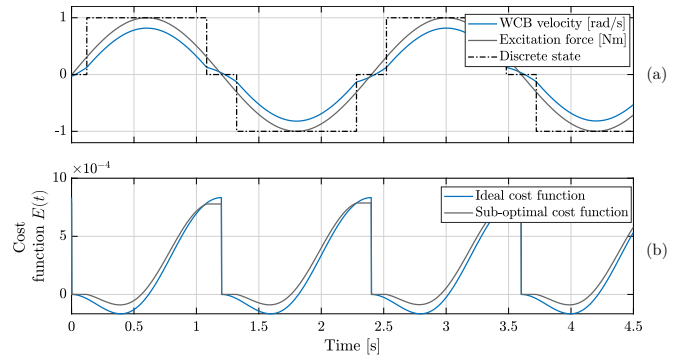 1
0
-1
WCB velocity [rad/s]
Excitation force [Nm]
Discrete state
(a)
×10⁻⁴
10
5
0
Cost
function E(t)
Ideal cost function
Sub-optimal cost function
(b)
0 0.5 1 1.5 2 2.5 3 3.5 4 4.5
Time [s]